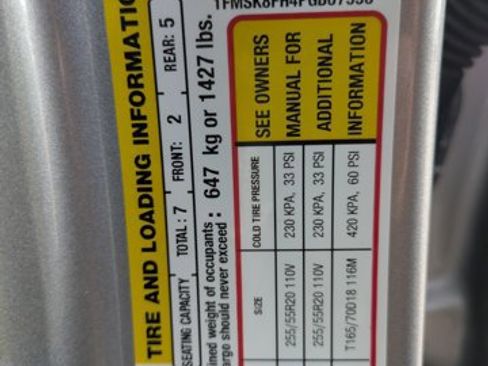 TIRE AND LOADING INFORMATIO
SEATING CAPACITY TOTAL: 7 FRONT: 2 REAR: 5
ined weight of occupants
argo should never exceed : 647 kg or 1427 lbs.
SIZE COLD TIRE PRESSURE SEE OWNERS
255/55R20 110V 230 KPA, 33 PSI MANUAL FOR
255/55R20 110V 230 KPA, 33 PSI ADDITIONAL
T165/70D18 116M 420 KPA, 60 PSI INFORMATION